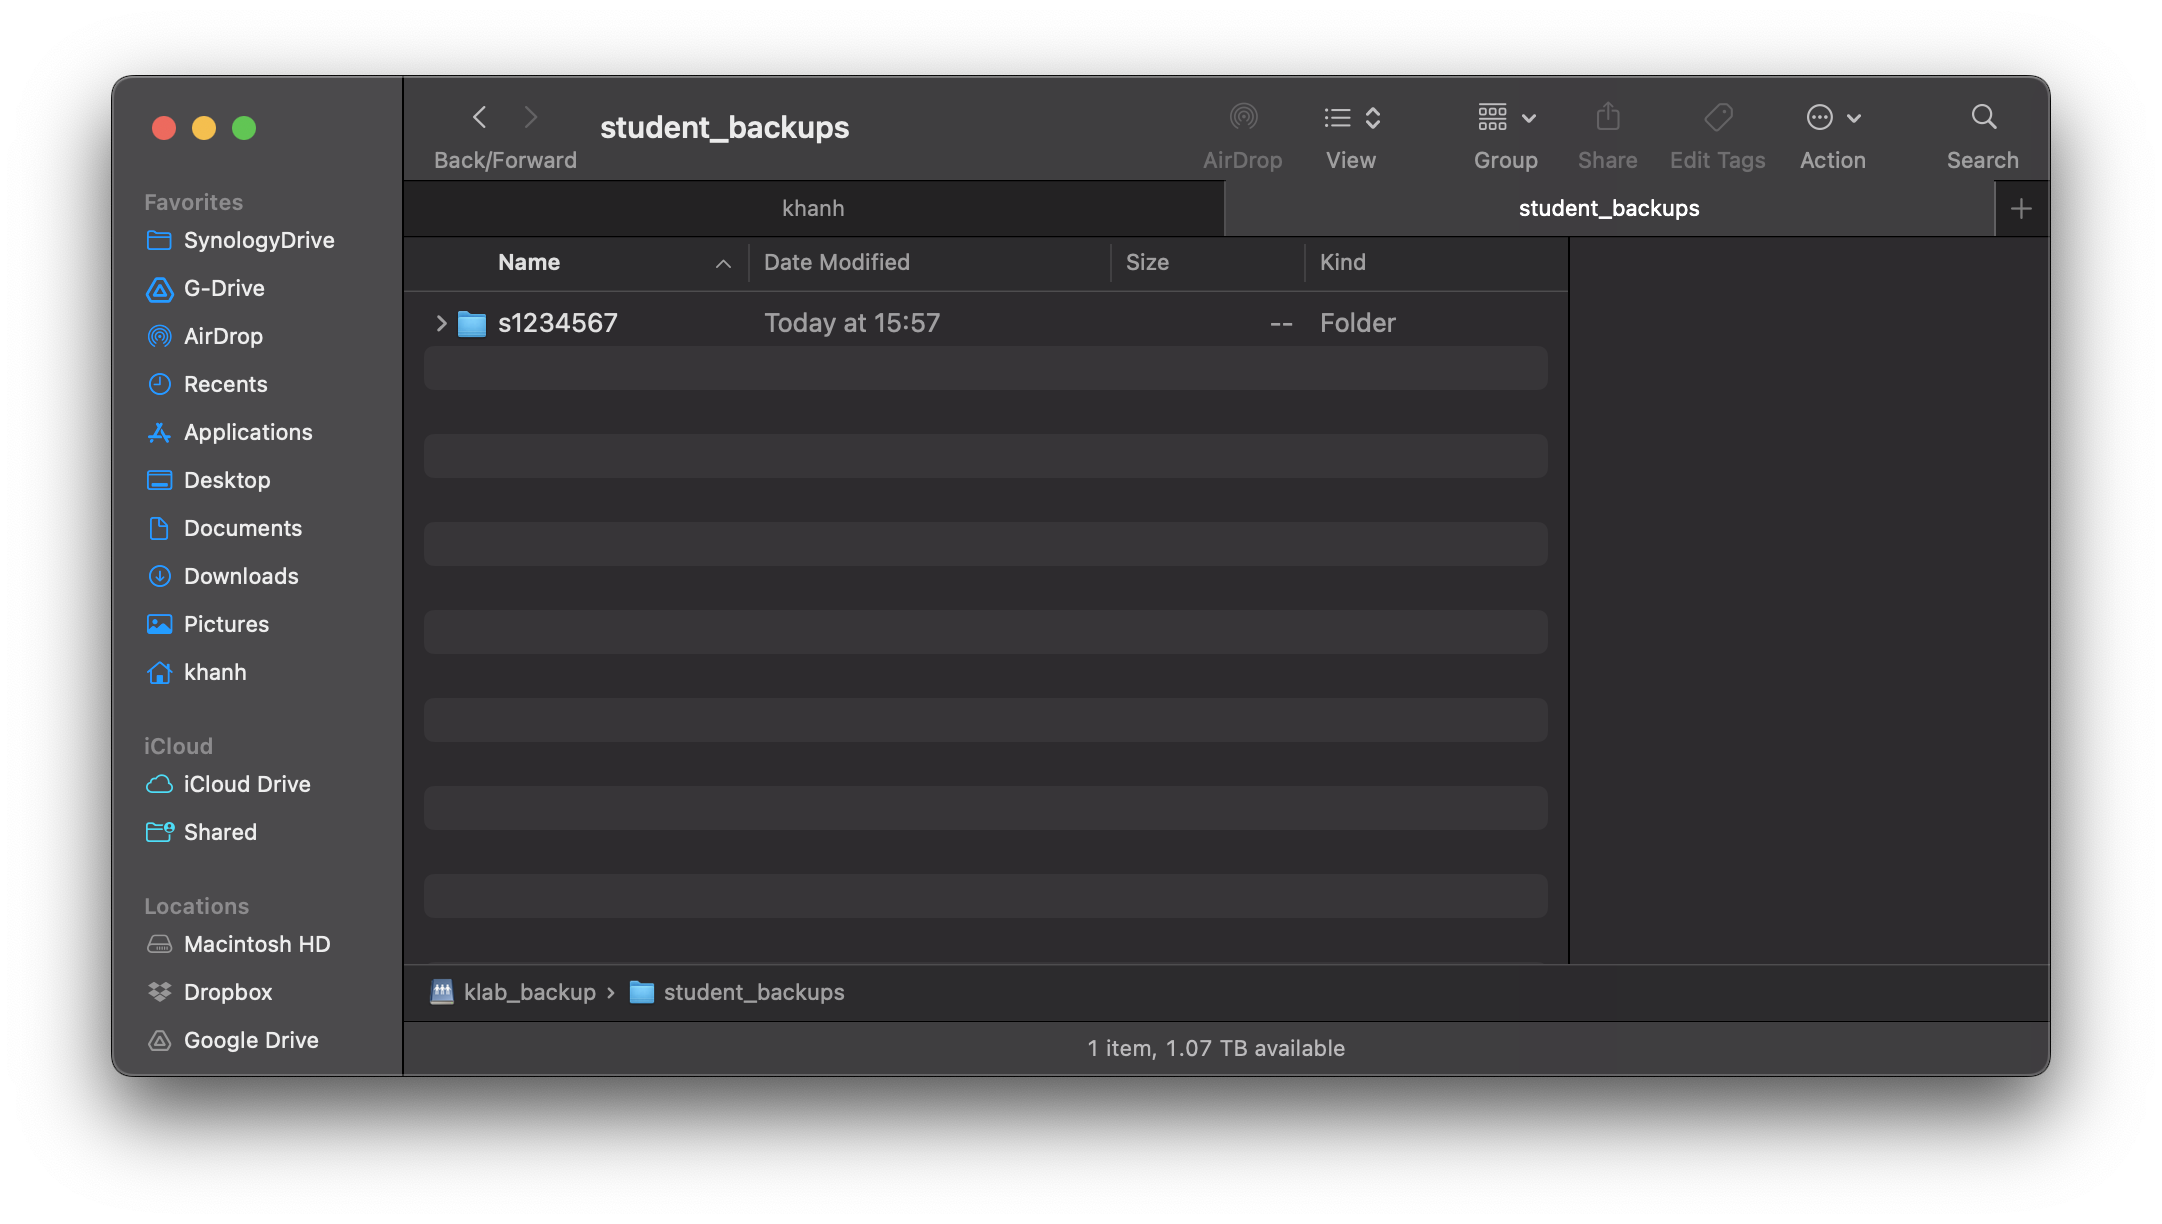 student_backups
Back/Forward
AirDrop View Group Share Edit Tags Action Search
khanh student_backups
Favorites
SynologyDrive
G-Drive
AirDrop
Recents
Applications
Desktop
Documents
Downloads
Pictures
khanh
iCloud
iCloud Drive
Shared
Locations
Macintosh HD
Dropbox
Google Drive
Name Date Modified Size Kind
s1234567 Today at 15:57 -- Folder
klab_backup › student_backups
1 item, 1.07 TB available